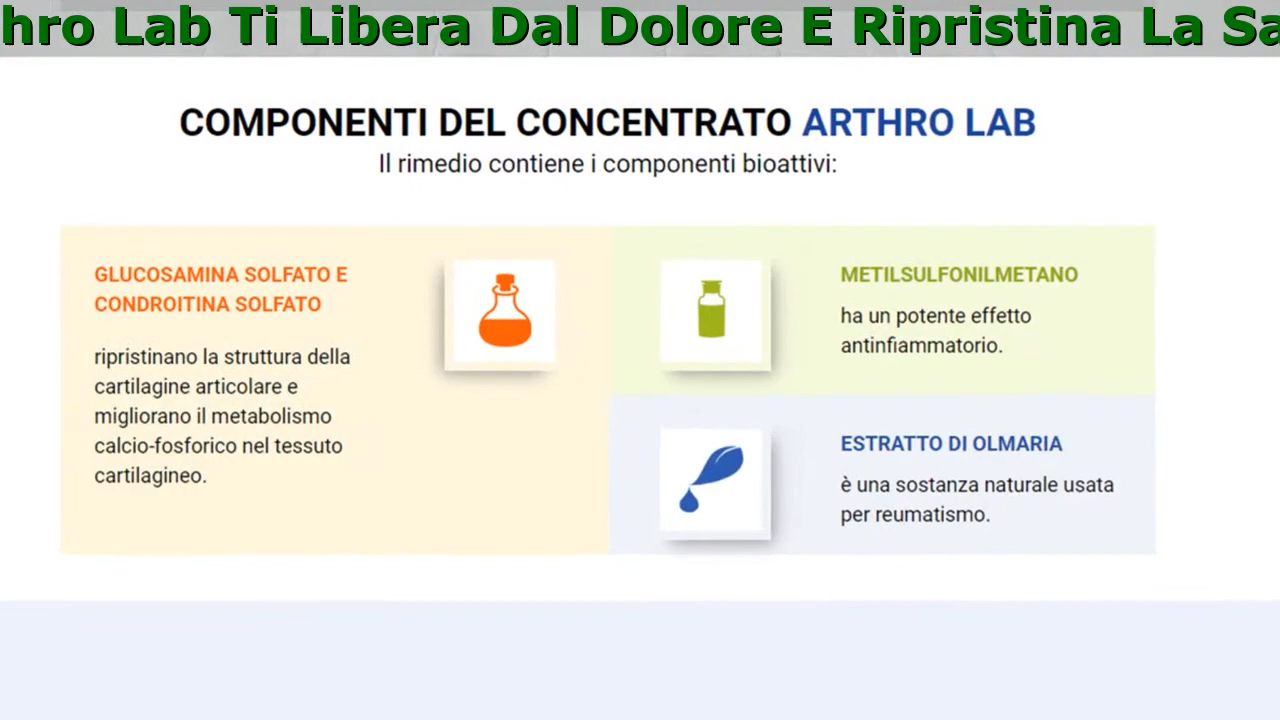 hro Lab Ti Libera Dal Dolore E Ripristina La Sa
COMPONENTI DEL CONCENTRATO ARTHRO LAB
Il rimedio contiene i componenti bioattivi:
GLUCOSAMINA SOLFATO E
CONDROITINA SOLFATO
ripristinano la struttura della
cartilagine articolare e
migliorano il metabolismo
calcio-fosforico nel tessuto
cartilagineo.
METILSULFONILMETANO
ha un potente effetto
antinfiammatorio.
ESTRATTO DI OLMARIA
è una sostanza naturale usata
per reumatismo.